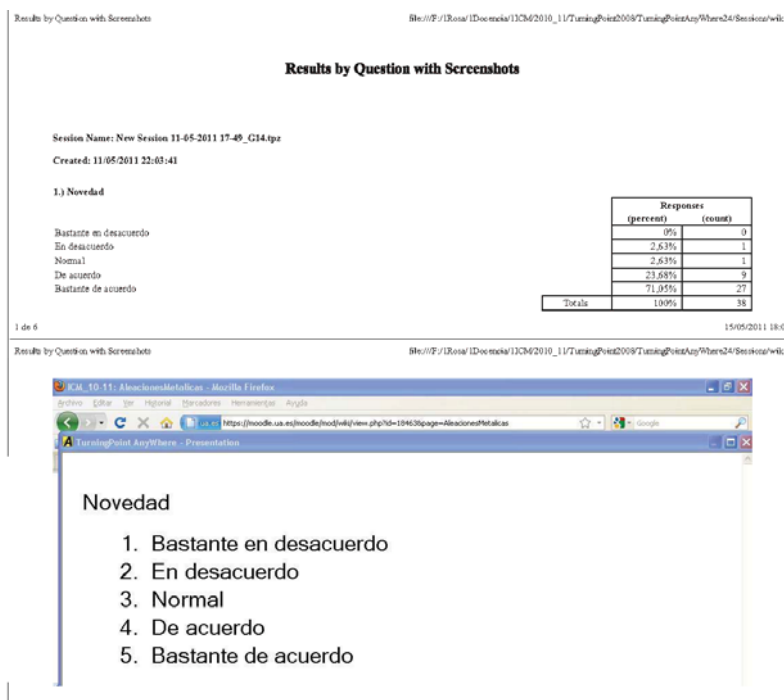 Results by Question with Screenshots file:///F:/1Rosa/1Docencia/1ICM/2010_11/TurningPoint2008/TurningPointAnyWhere24/Sessions/wiki
Results by Question with Screenshots
Session Name: New Session 11-05-2011 17-49_G14.tpz
Created: 11/05/2011 22:03:41
1.) Novedad
Responses
(percent) (count)
Bastante en desacuerdo 0% 0
En desacuerdo 2,63% 1
Normal 2,63% 1
De acuerdo 23,68% 9
Bastante de acuerdo 71,05% 27
Totals 100% 38
1 de 6 15/05/2011 18:0
Results by Question with Screenshots file:///F:/1Rosa/1Docencia/1ICM/2010_11/TurningPoint2008/TurningPointAnyWhere24/Sessions/wiki
ICM_10-11: AleacionesMetalicas - Mozilla Firefox
Archivo Editar Ver Historial Marcadores Herramientas Ayuda
https://moodle.ua.es/moodle/mod/wiki/view.php?id=18463&page=AleacionesMetalicas Google
TurningPoint AnyWhere - Presentation
Novedad
1. Bastante en desacuerdo
2. En desacuerdo
3. Normal
4. De acuerdo
5. Bastante de acuerdo